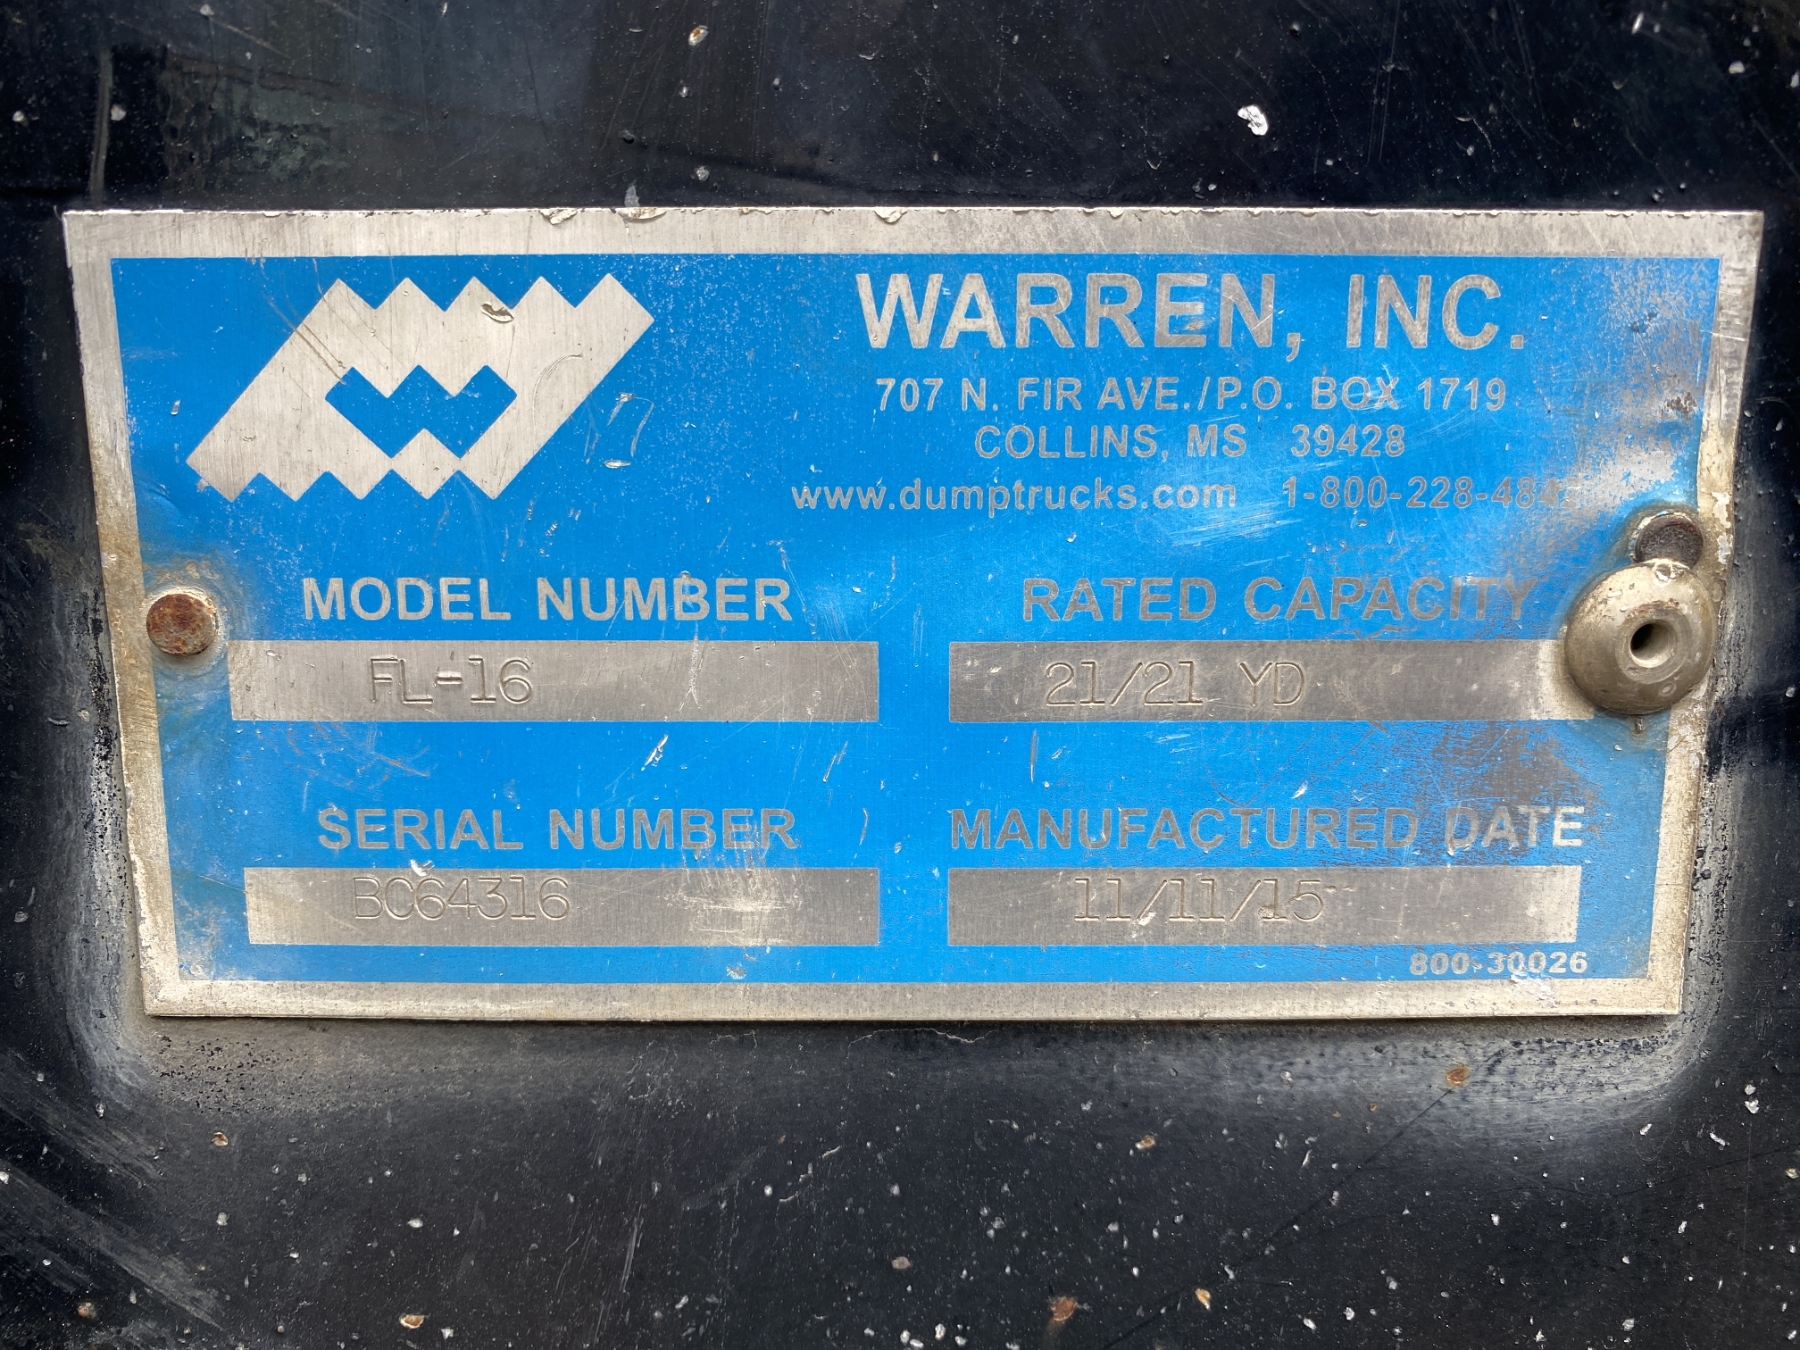 WARREN, INC.
707 N. FIR AVE./P.O. BOX 1719
COLLINS, MS 39428
www.dumptrucks.com
MODEL NUMBER RATED CAPACITY
FL-16 21/21 YD
SERIAL NUMBER MANUFACTURED DATE
BC64316 11/11/15
800-30026